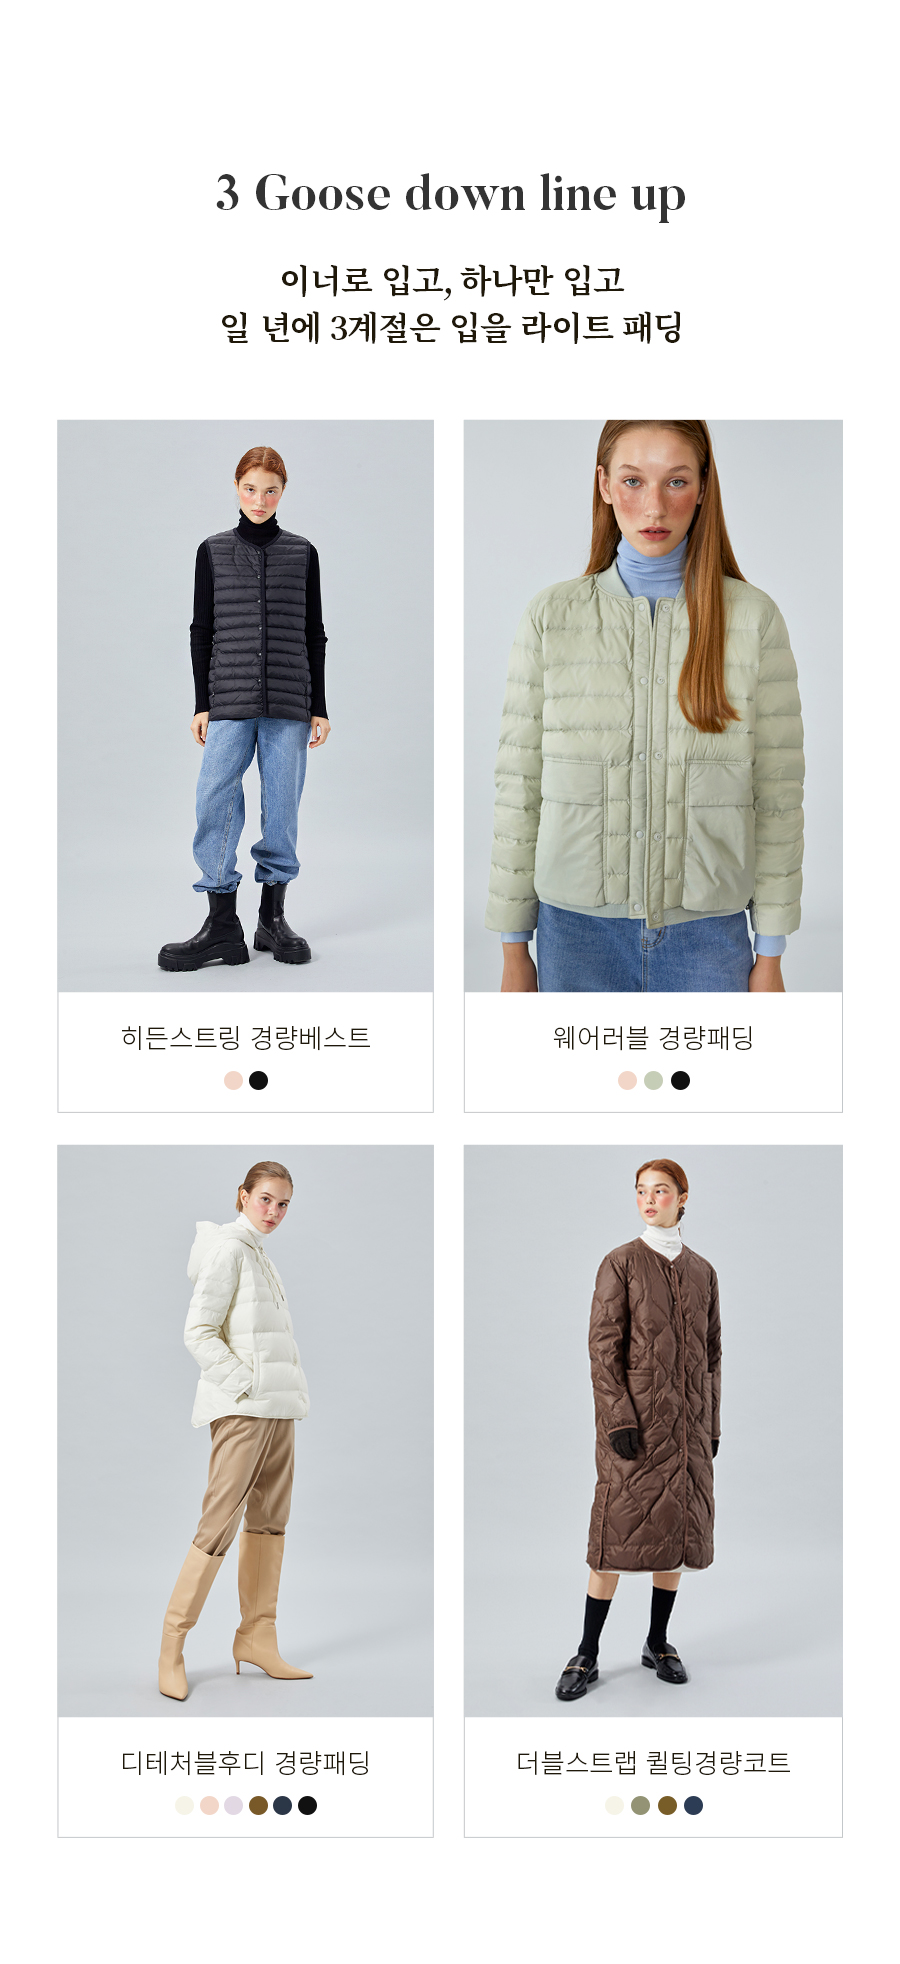 3 Goose down line up
이너로 입고, 하나만 입고
일 년에 3계절은 입을 라이트 패딩
히든스트링 경량베스트
웨어러블 경량패딩
디테처블후디 경량패딩
더블스트랩 퀼팅경량코트